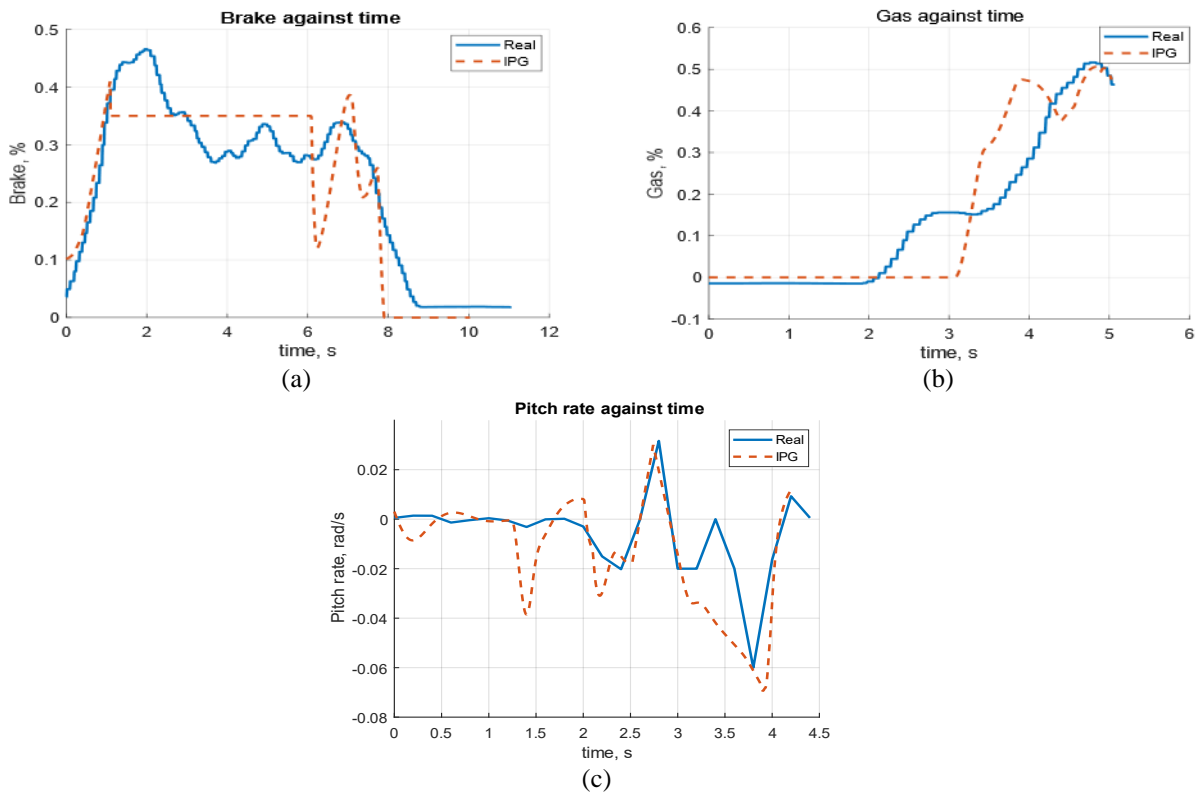 Brake against time
0.5
0.4
0.3
0.2
0.1
0
Brake, %
Real
IPG
0 2 4 6 8 10 12
time, s
(a)
Gas against time
0.6
0.5
0.4
0.3
0.2
0.1
0
-0.1
Gas, %
Real
IPG
0 1 2 3 4 5 6
time, s
(b)
Pitch rate against time
0.02
0
-0.02
-0.04
-0.06
-0.08
Pitch rate, rad/s
Real
IPG
0 0.5 1 1.5 2 2.5 3 3.5 4 4.5
time, s
(c)